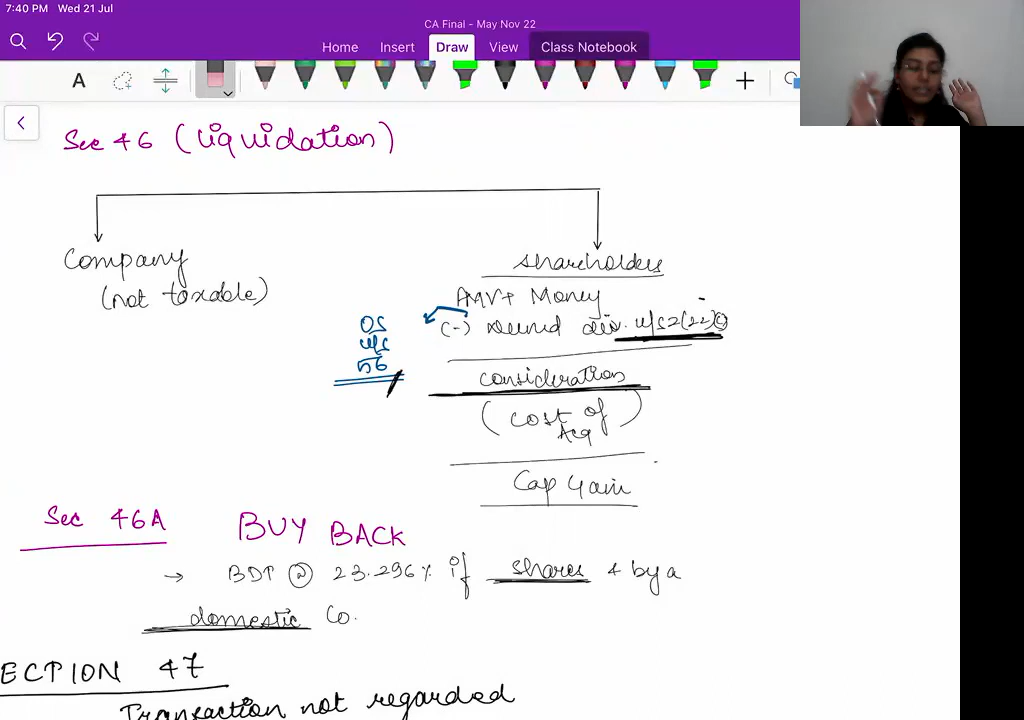 7:40 PM Wed 21 Jul
CA Final - May Nov 22
Home Insert Draw View Class Notebook
A
Sec 46 (liquidation)
Company
(not taxable)
shareholders
AMV + Money
(-) deemed div. u/s 2(22)(c)
OS
u/s
56
consideration
(cost of
Acq)
Cap Gain
Sec 46A BUY BACK
→ BDT @ 23.296% if shares + by a
domestic Co.
ECTION 47
Transaction not regarded